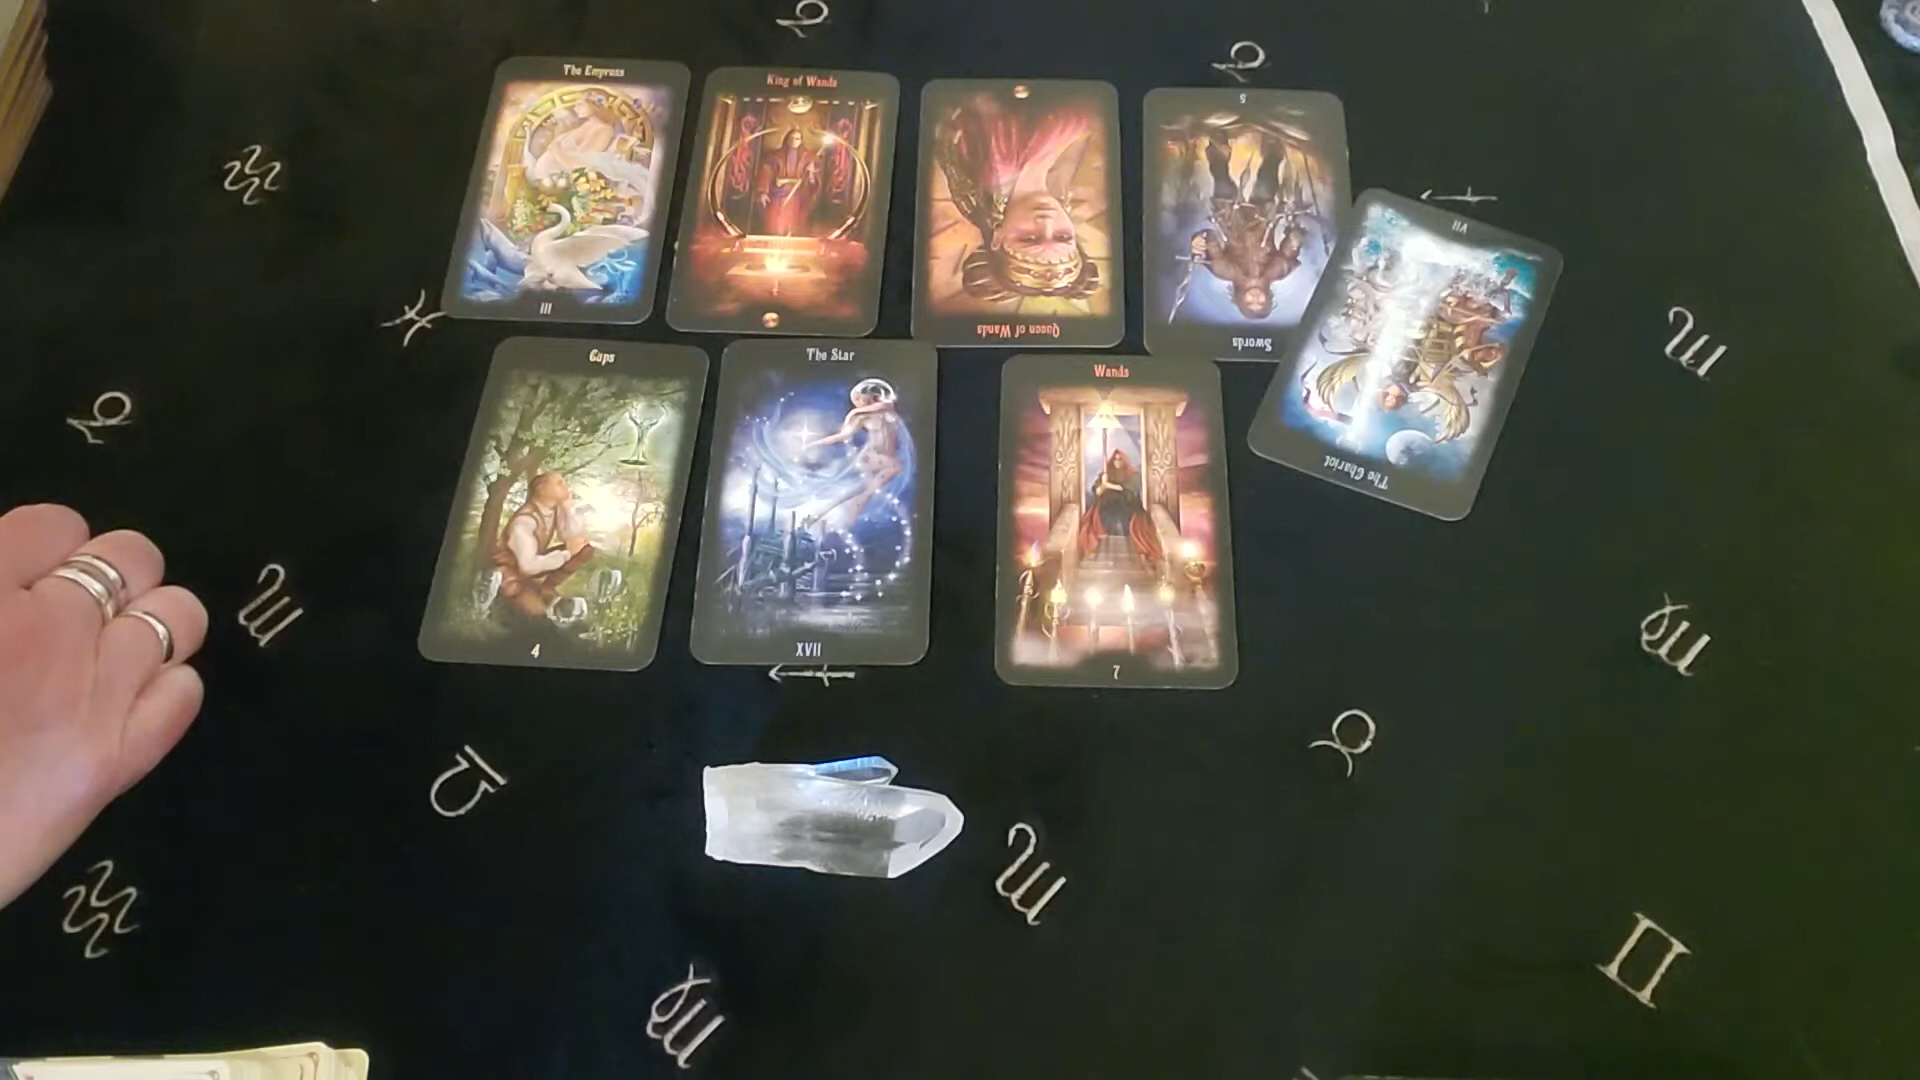 The Empress
III
King of Wands
Queen of Wands
5
Swords
VII
The Chariot
Cups
4
The Star
XVII
Wands
7